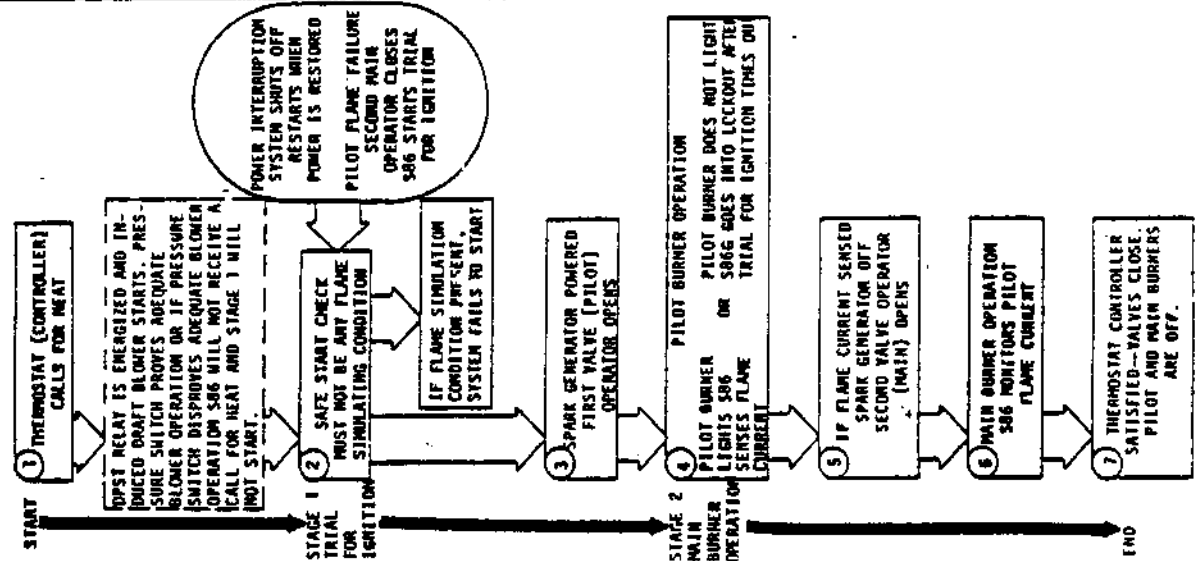 START
1 THERMOSTAT (CONTROLLER)
CALLS FOR HEAT
DPST RELAY IS ENERGIZED AND IN-
DUCED DRAFT BLOWER STARTS. PRES-
SURE SWITCH PROVES ADEQUATE
BLOWER OPERATION OR IF PRESSURE
SWITCH DISPROVES ADEQUATE BLOWER
OPERATION S86 WILL NOT RECEIVE A
CALL FOR HEAT AND STAGE 1 WILL
NOT START.
STAGE 1
TRIAL
FOR
IGNITION
2 SAFE START CHECK
MUST NOT BE ANY FLAME
SIMULATING CONDITION
POWER INTERRUPTION
SYSTEM SHUTS OFF
RESTARTS WHEN
POWER IS RESTORED
PILOT FLAME FAILURE
SECOND MAIN
OPERATOR CLOSES
S86 STARTS TRIAL
FOR IGNITION
IF FLAME SIMULATION
CONDITION PRESENT,
SYSTEM FAILS TO START
3 SPARK GENERATOR POWERED
FIRST VALVE (PILOT)
OPERATOR OPENS
STAGE 2
MAIN
BURNER
OPERATION
4 PILOT BURNER OPERATION
PILOT BURNER
LIGHTS S86
SENSES FLAME
CURRENT
OR
PILOT BURNER DOES NOT LIGHT
S86G GOES INTO LOCKOUT AFTER
TRIAL FOR IGNITION TIMES OUT
5 IF FLAME CURRENT SENSED
SPARK GENERATOR OFF
SECOND VALVE OPERATOR
(MAIN) OPENS
6 MAIN BURNER OPERATION
S86 MONITORS PILOT
FLAME CURRENT
7 THERMOSTAT CONTROLLER
SATISFIED--VALVES CLOSE.
PILOT AND MAIN BURNERS
ARE OFF.
END